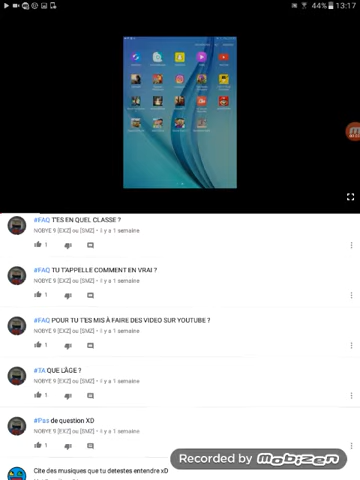 44% 13:17
#FAQ T'ES EN QUEL CLASSE ?
NOBYE 9 [EXZ] ou [SMZ] • il y a 1 semaine
1
#FAQ TU T'APPELLE COMMENT EN VRAI ?
NOBYE 9 [EXZ] ou [SMZ] • il y a 1 semaine
1
#FAQ POUR TU T'ES MIS À FAIRE DES VIDEO SUR YOUTUBE ?
NOBYE 9 [EXZ] ou [SMZ] • il y a 1 semaine
1
#TA QUE L'ÂGE ?
NOBYE 9 [EXZ] ou [SMZ] • il y a 1 semaine
1
#Pas de question XD
NOBYE 9 [EXZ] ou [SMZ] • il y a 1 semaine
1
Recorded by mobizen
Cite des musiques que tu detestes entendre xD